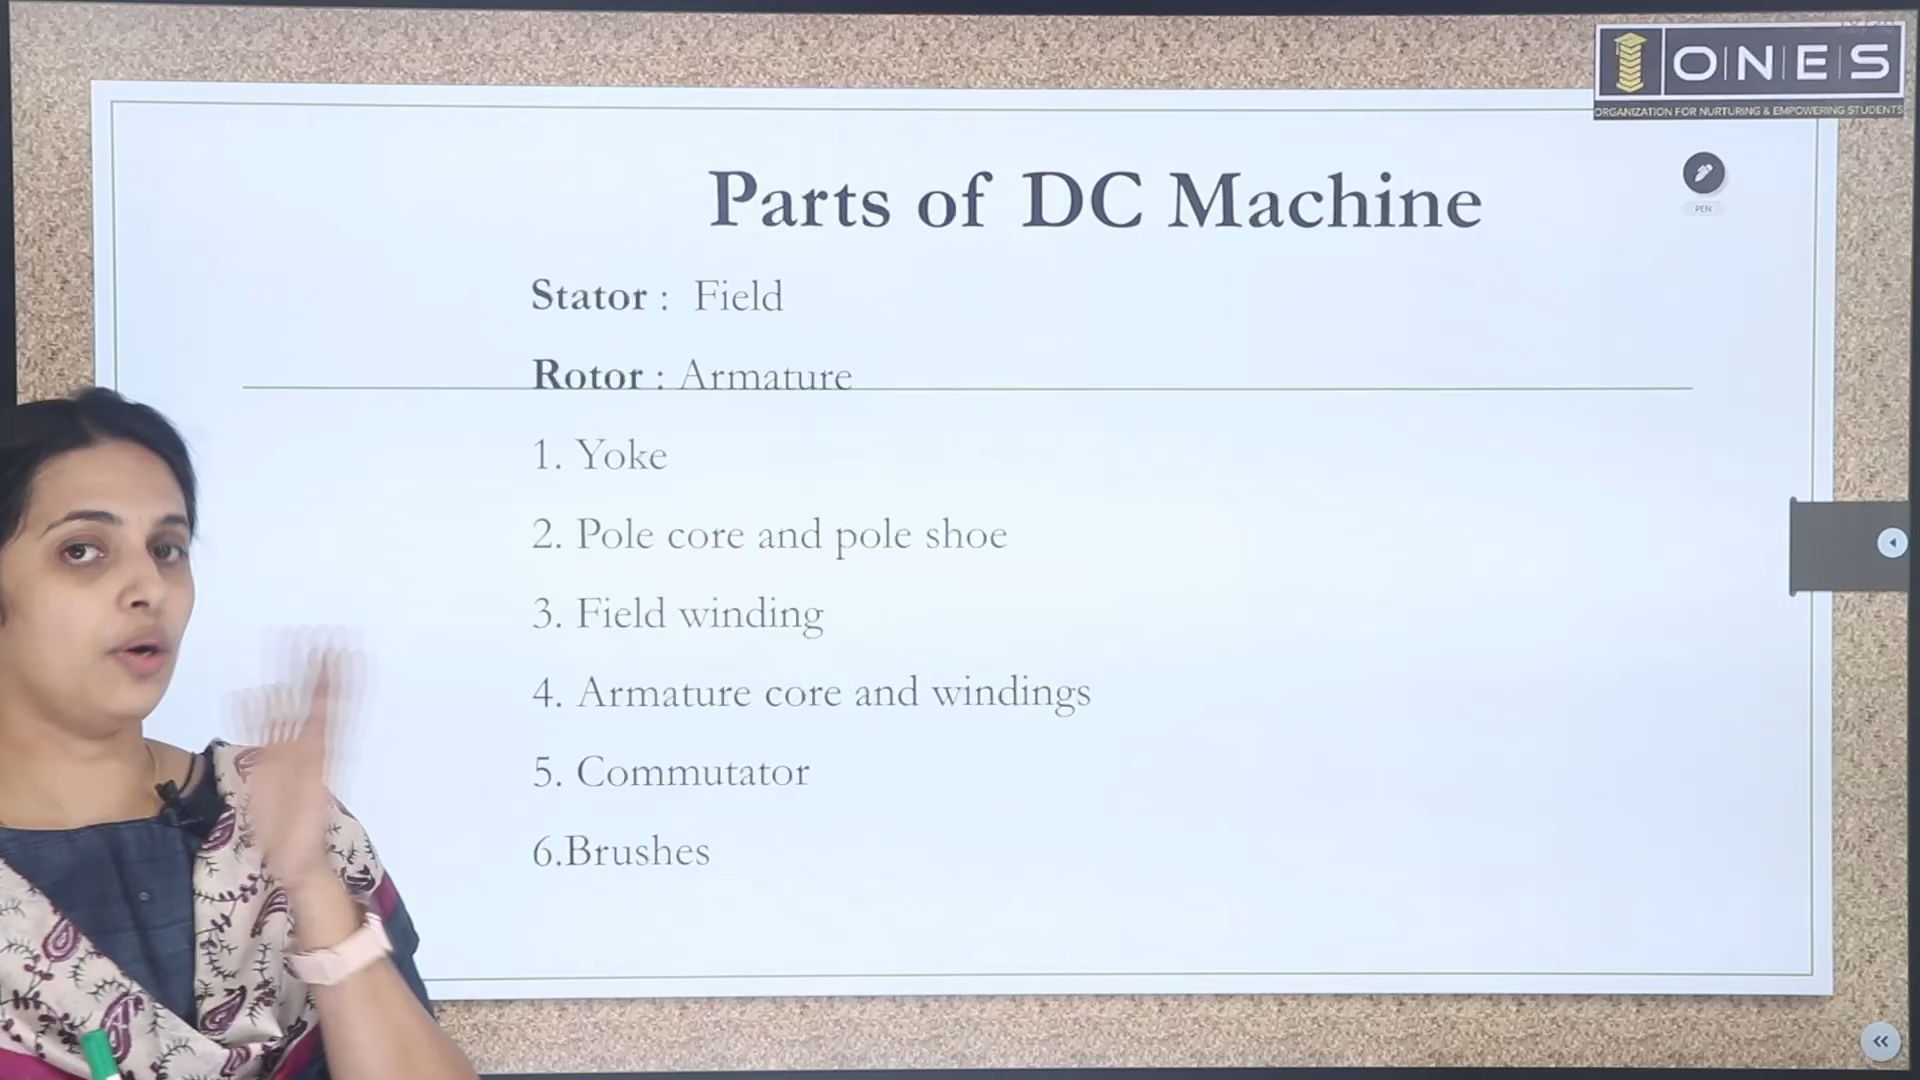 ONES
ORGANIZATION FOR NURTURING & EMPOWERING STUDENTS
Parts of DC Machine
PEN
Stator : Field
Rotor : Armature
1. Yoke
2. Pole core and pole shoe
3. Field winding
4. Armature core and windings
5. Commutator
6.Brushes